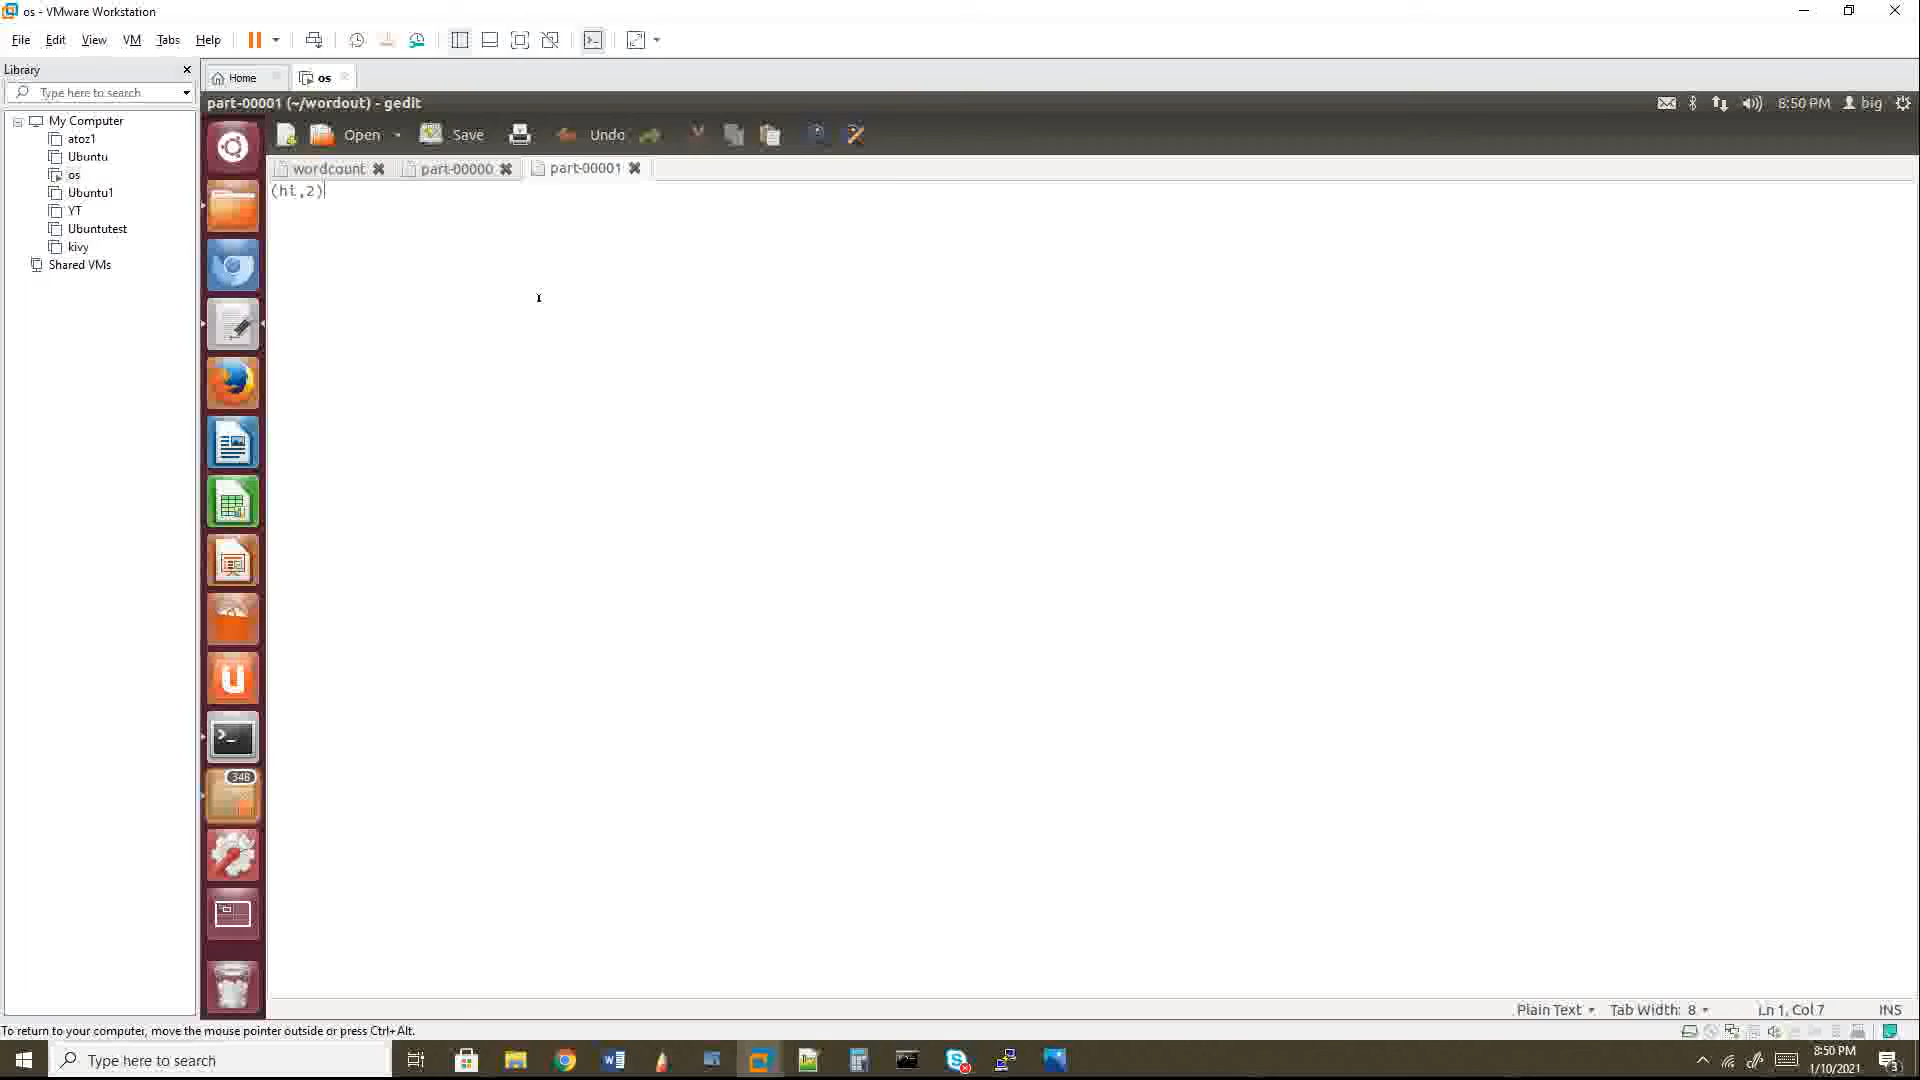 os - VMware Workstation
File Edit View VM Tabs Help
Library
Type here to search
Home
os
My Computer
atoz1
Ubuntu
os
Ubuntu1
YT
Ubuntutest
kivy
Shared VMs
part-00001 (~/wordout) - gedit
8:50 PM big
Open Save Undo
wordcount part-00000 part-00001
(hi,2)
348
Plain Text Tab Width: 8 Ln 1, Col 7 INS
To return to your computer, move the mouse pointer outside or press Ctrl+Alt.
Type here to search
8:50 PM
1/10/2021
3